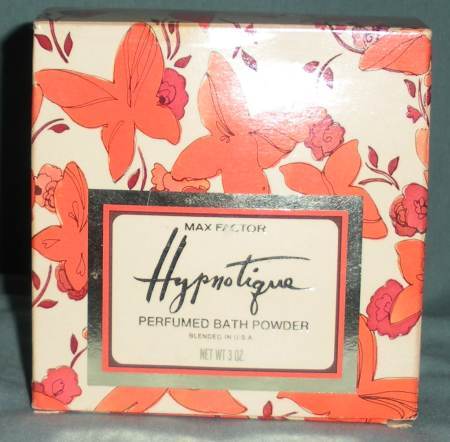 MAX FACTOR
Hypnotique
PERFUMED BATH POWDER
BLENDED IN U.S.A
NET WT 3 OZ.